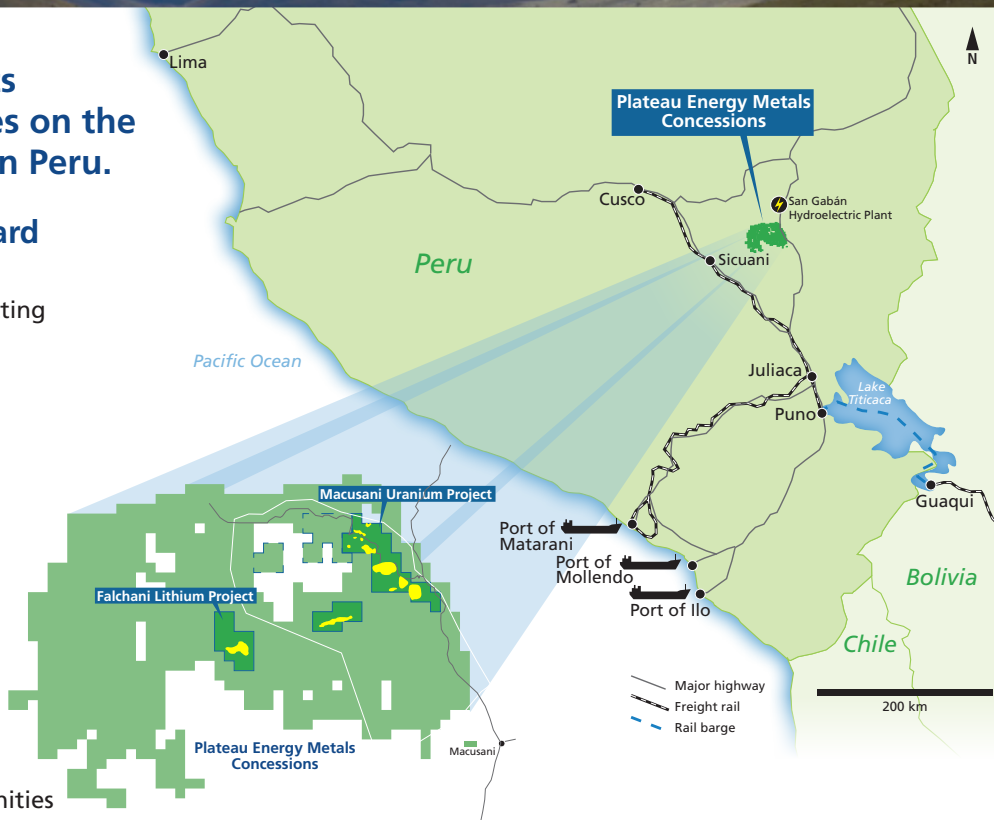 es on the
n Peru.
ard
ting
nities
Lima
N
Plateau Energy Metals
Concessions
San Gabán
Hydroelectric Plant
Cusco
Sicuani
Peru
Pacific Ocean
Juliaca
Lake
Titicaca
Puno
Guaqui
Macusani Uranium Project
Port of
Matarani
Port of
Mollendo
Port of Ilo
Bolivia
Chile
Falchani Lithium Project
Major highway
Freight rail
Rail barge
200 km
Plateau Energy Metals
Concessions
Macusani